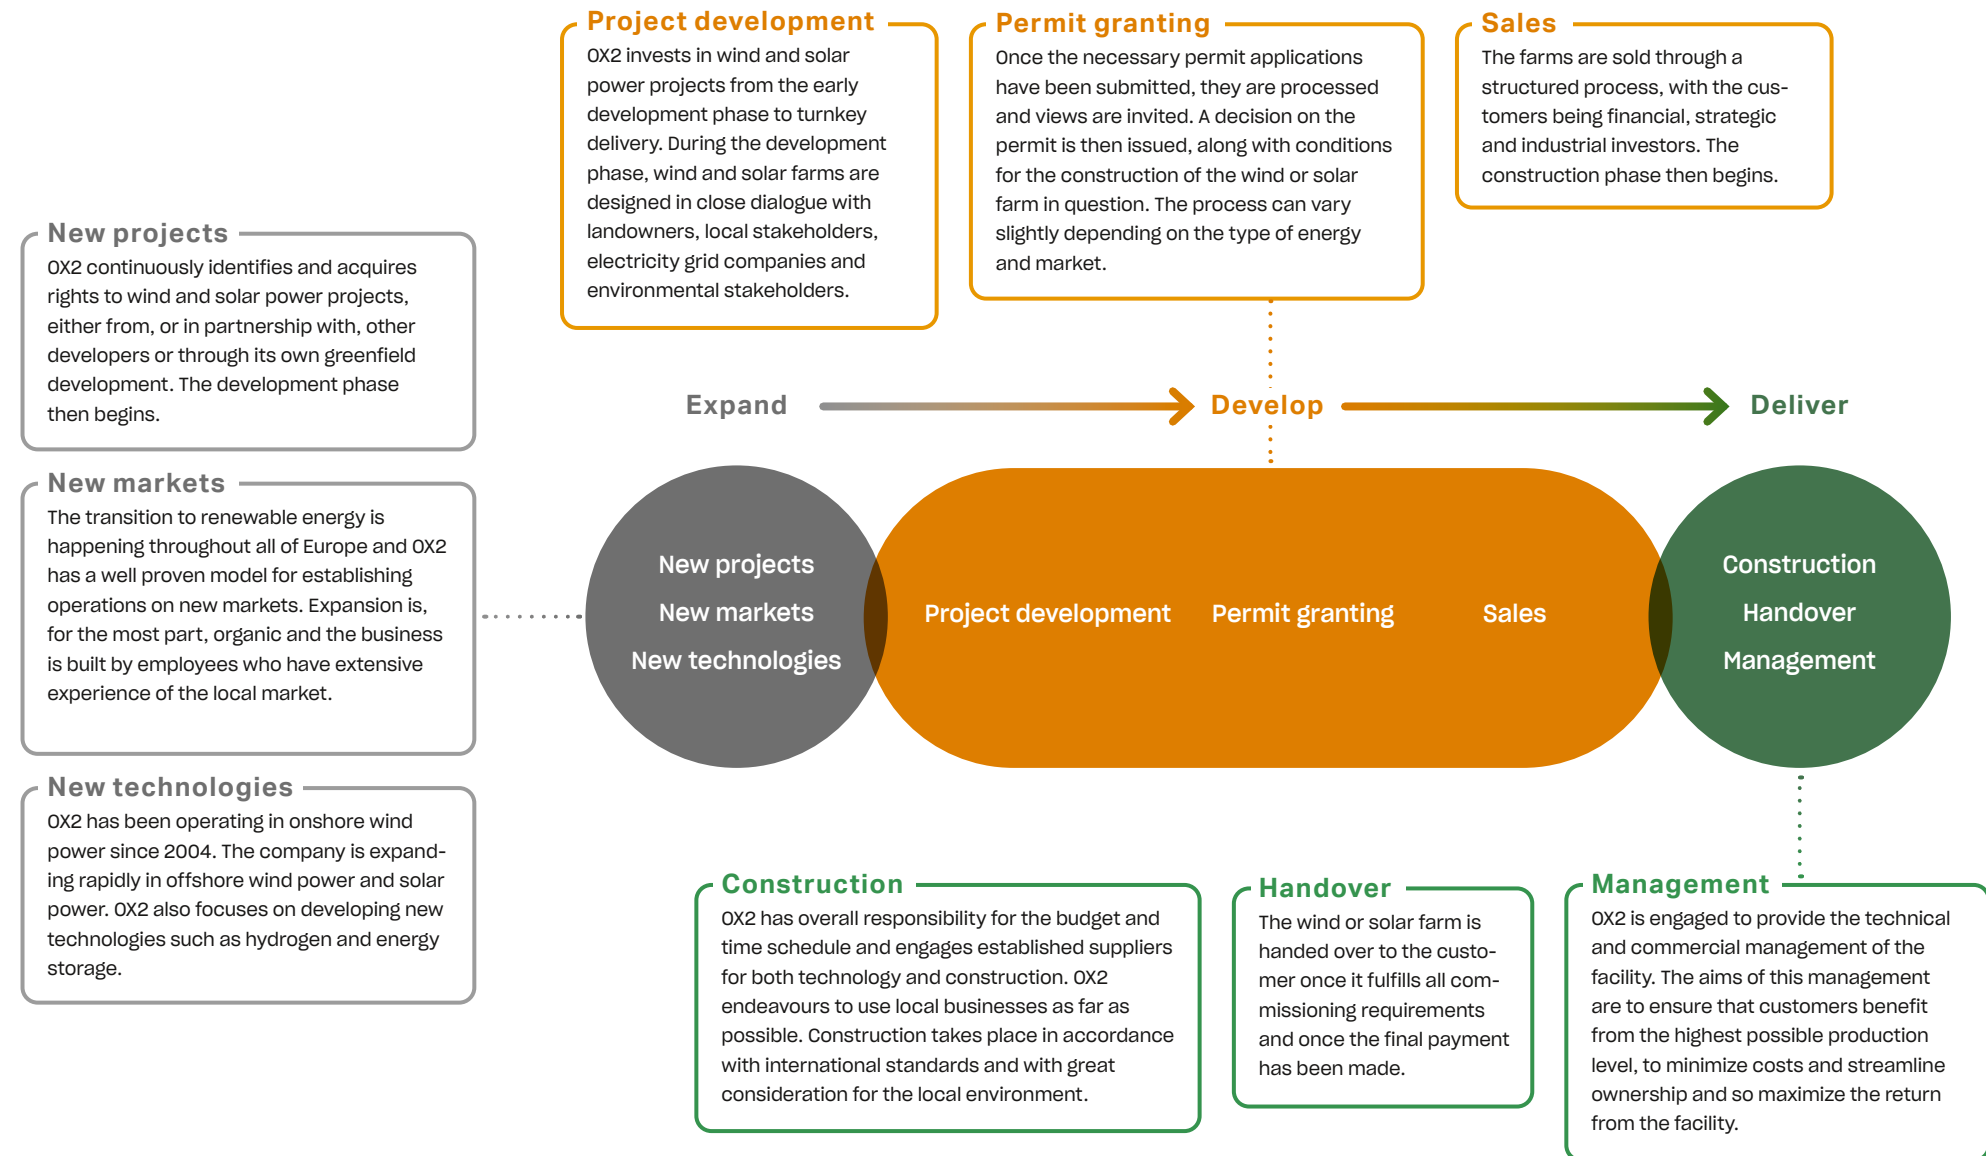 Project development
OX2 invests in wind and solar
power projects from the early
development phase to turnkey
delivery. During the development
phase, wind and solar farms are
designed in close dialogue with
landowners, local stakeholders,
electricity grid companies and
environmental stakeholders.
Permit granting
Once the necessary permit applications
have been submitted, they are processed
and views are invited. A decision on the
permit is then issued, along with conditions
for the construction of the wind or solar
farm in question. The process can vary
slightly depending on the type of energy
and market.
Sales
The farms are sold through a
structured process, with the cus-
tomers being financial, strategic
and industrial investors. The
construction phase then begins.
New projects
OX2 continuously identifies and acquires
rights to wind and solar power projects,
either from, or in partnership with, other
developers or through its own greenfield
development. The development phase
then begins.
New markets
The transition to renewable energy is
happening throughout all of Europe and OX2
has a well proven model for establishing
operations on new markets. Expansion is,
for the most part, organic and the business
is built by employees who have extensive
experience of the local market.
New technologies
OX2 has been operating in onshore wind
power since 2004. The company is expand-
ing rapidly in offshore wind power and solar
power. OX2 also focuses on developing new
technologies such as hydrogen and energy
storage.
Expand
Develop
Deliver
New projects
New markets
New technologies
Project development
Permit granting
Sales
Construction
Handover
Management
Construction
OX2 has overall responsibility for the budget and
time schedule and engages established suppliers
for both technology and construction. OX2
endeavours to use local businesses as far as
possible. Construction takes place in accordance
with international standards and with great
consideration for the local environment.
Handover
The wind or solar farm is
handed over to the custo-
mer once it fulfills all com-
missioning requirements
and once the final payment
has been made.
Management
OX2 is engaged to provide the technical
and commercial management of the
facility. The aims of this management
are to ensure that customers benefit
from the highest possible production
level, to minimize costs and streamline
ownership and so maximize the return
from the facility.